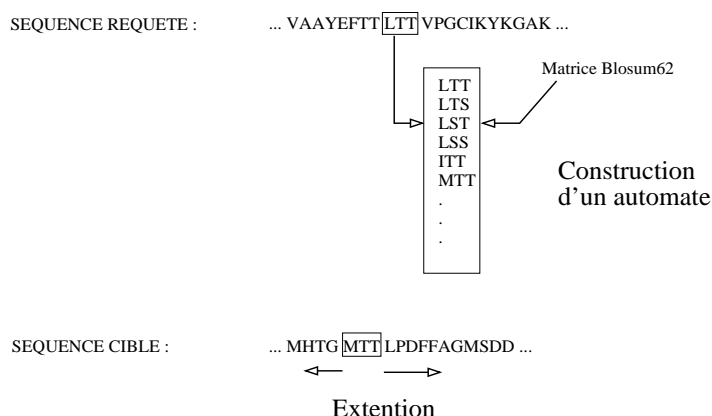 SEQUENCE REQUETE : ... VAAYEFTT LTT VPGCIKYKGAK ...
Matrice Blosum62
LTT
LTS
LST
LSS
ITT
MTT
.
.
.
Construction
d'un automate
SEQUENCE CIBLE : ... MHTG MTT LPDFFAGMSDD ...
Extention